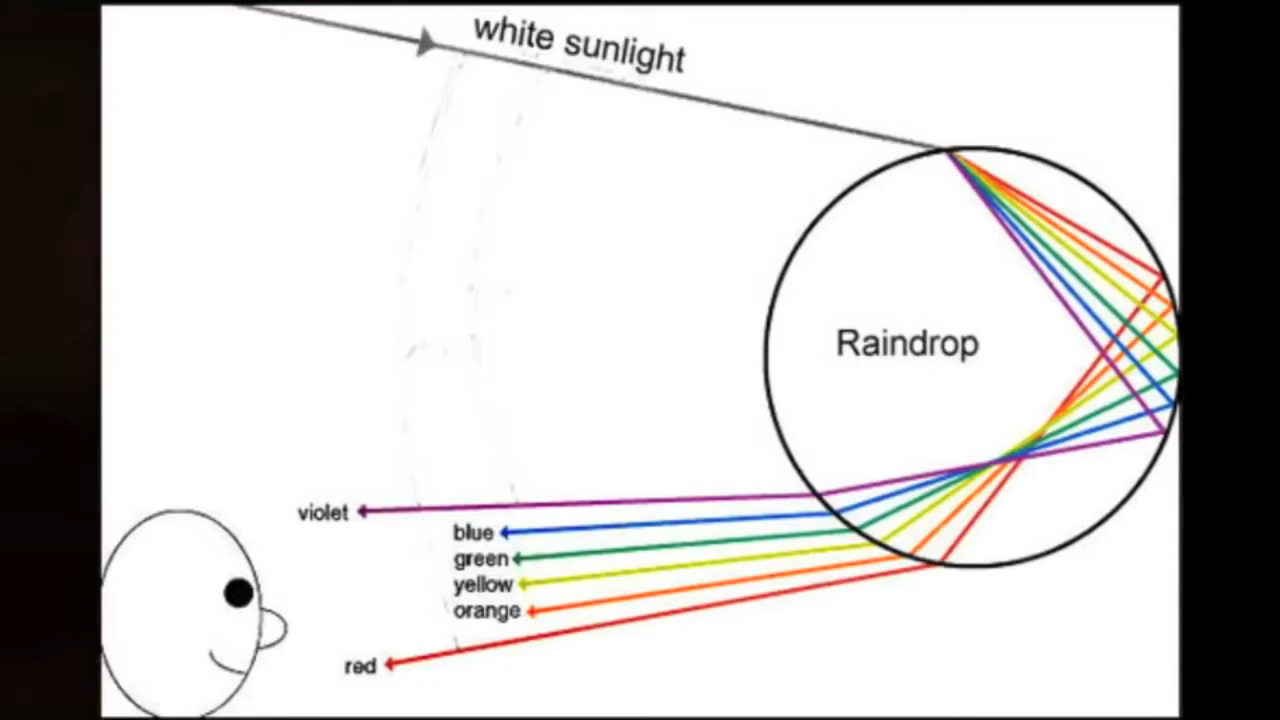 white sunlight
Raindrop
violet
blue
green
yellow
orange
red